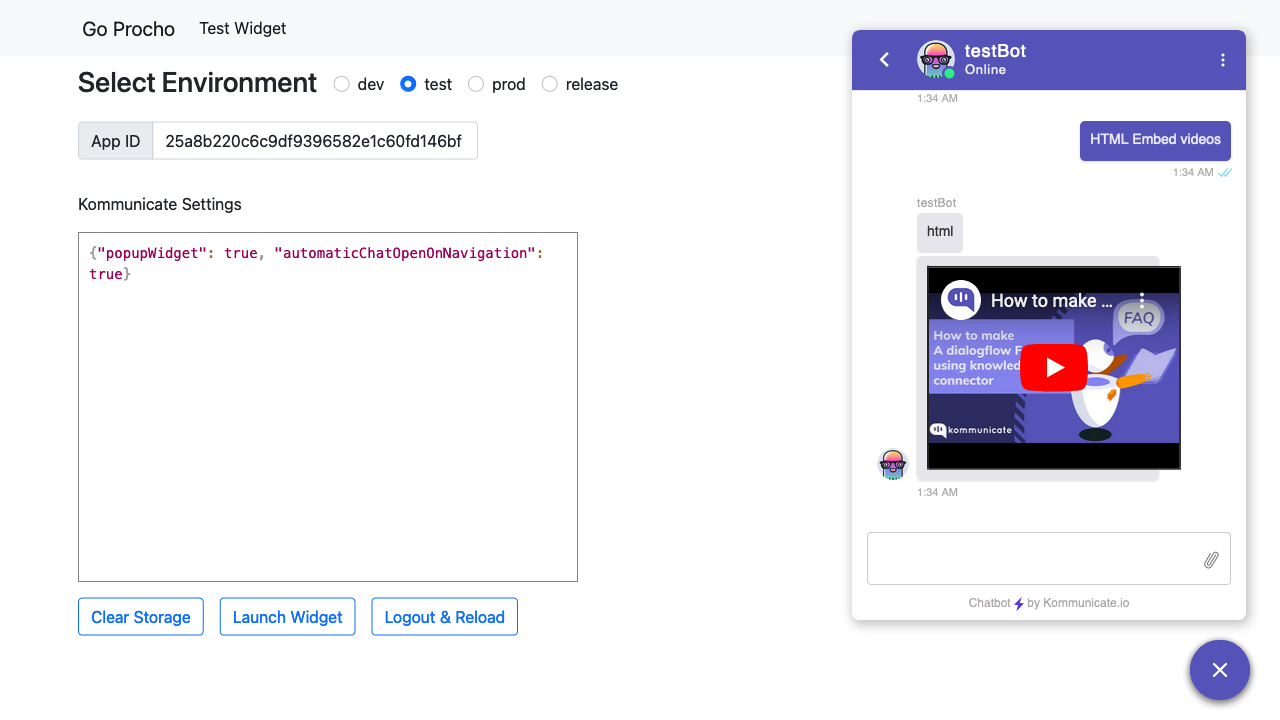 Go Procho
Test Widget
Select Environment
dev
test
prod
release
App ID
25a8b220c6c9df9396582e1c60fd146bf
Kommunicate Settings
{"popupWidget": true, "automaticChatOpenOnNavigation":
true}
Clear Storage
Launch Widget
Logout & Reload
testBot
Online
1:34 AM
HTML Embed videos
1:34 AM
testBot
html
How to make ...
FAQ
How to make
A dialogflow F
using knowled
connector
kommunicate
1:34 AM
Chatbot by Kommunicate.io